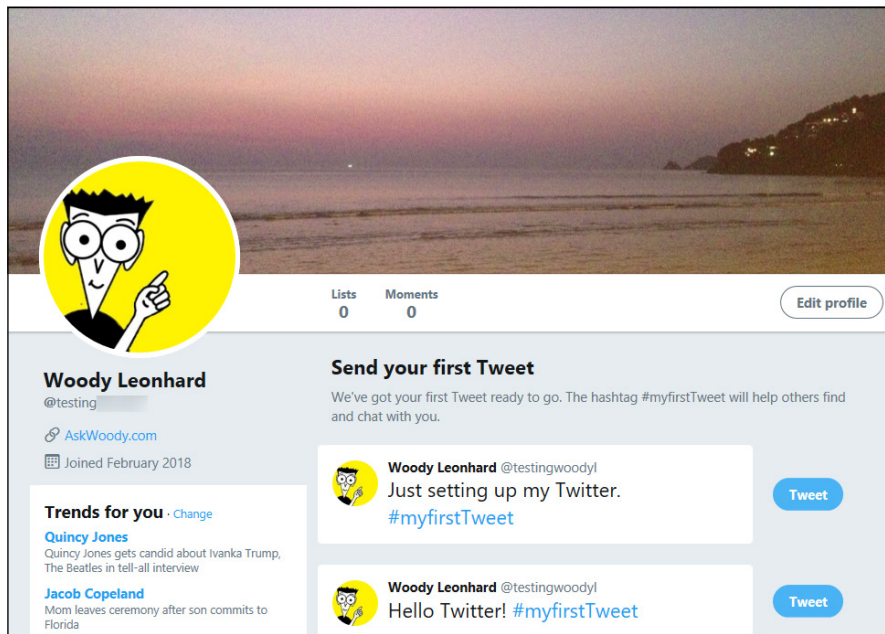 Lists Moments
0 0
Edit profile
Woody Leonhard
@testing
AskWoody.com
Joined February 2018
Trends for you · Change
Quincy Jones
Quincy Jones gets candid about Ivanka Trump,
The Beatles in tell-all interview
Jacob Copeland
Mom leaves ceremony after son commits to
Florida
Send your first Tweet
We've got your first Tweet ready to go. The hashtag #myfirstTweet will help others find
and chat with you.
Woody Leonhard @testingwoodyl
Just setting up my Twitter.
#myfirstTweet
Tweet
Woody Leonhard @testingwoodyl
Hello Twitter! #myfirstTweet
Tweet